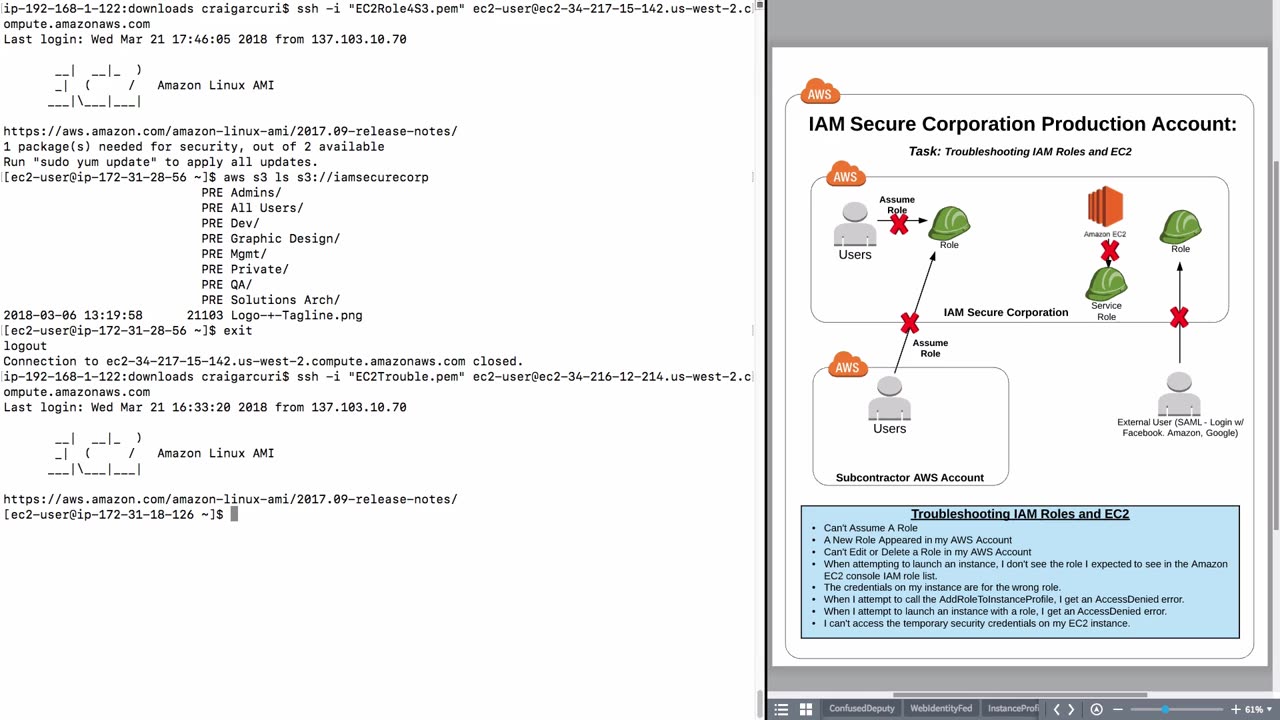 ip-192-168-1-122:downloads craigarcuri$ ssh -i "EC2Role4S3.pem" ec2-user@ec2-34-217-15-142.us-west-2.c
ompute.amazonaws.com
Last login: Wed Mar 21 17:46:05 2018 from 137.103.10.70
__|  __|_  )
_|  (     /   Amazon Linux AMI
___|\___|___|
https://aws.amazon.com/amazon-linux-ami/2017.09-release-notes/
1 package(s) needed for security, out of 2 available
Run "sudo yum update" to apply all updates.
[ec2-user@ip-172-31-28-56 ~]$ aws s3 ls s3://iamsecurecorp
PRE Admins/
PRE All Users/
PRE Dev/
PRE Graphic Design/
PRE Mgmt/
PRE Private/
PRE QA/
PRE Solutions Arch/
2018-03-06 13:19:58      21103 Logo-+-Tagline.png
[ec2-user@ip-172-31-28-56 ~]$ exit
logout
Connection to ec2-34-217-15-142.us-west-2.compute.amazonaws.com closed.
ip-192-168-1-122:downloads craigarcuri$ ssh -i "EC2Trouble.pem" ec2-user@ec2-34-216-12-214.us-west-2.c
ompute.amazonaws.com
Last login: Wed Mar 21 16:33:20 2018 from 137.103.10.70
__|  __|_  )
_|  (     /   Amazon Linux AMI
___|\___|___|
https://aws.amazon.com/amazon-linux-ami/2017.09-release-notes/
[ec2-user@ip-172-31-18-126 ~]$
AWS
IAM Secure Corporation Production Account:
Task: Troubleshooting IAM Roles and EC2
AWS
Assume
Role
Users
Role
Amazon EC2
Service
Role
Role
IAM Secure Corporation
Assume
Role
AWS
Users
Subcontractor AWS Account
External User (SAML - Login w/
Facebook. Amazon, Google)
Troubleshooting IAM Roles and EC2
• Can't Assume A Role
• A New Role Appeared in my AWS Account
• Can't Edit or Delete a Role in my AWS Account
• When attempting to launch an instance, I don't see the role I expected to see in the Amazon
EC2 console IAM role list.
• The credentials on my instance are for the wrong role.
• When I attempt to call the AddRoleToInstanceProfile, I get an AccessDenied error.
• When I attempt to launch an instance with a role, I get an AccessDenied error.
• I can't access the temporary security credentials on my EC2 instance.
ConfusedDeputy
WebIdentityFed
InstanceProfi
61%